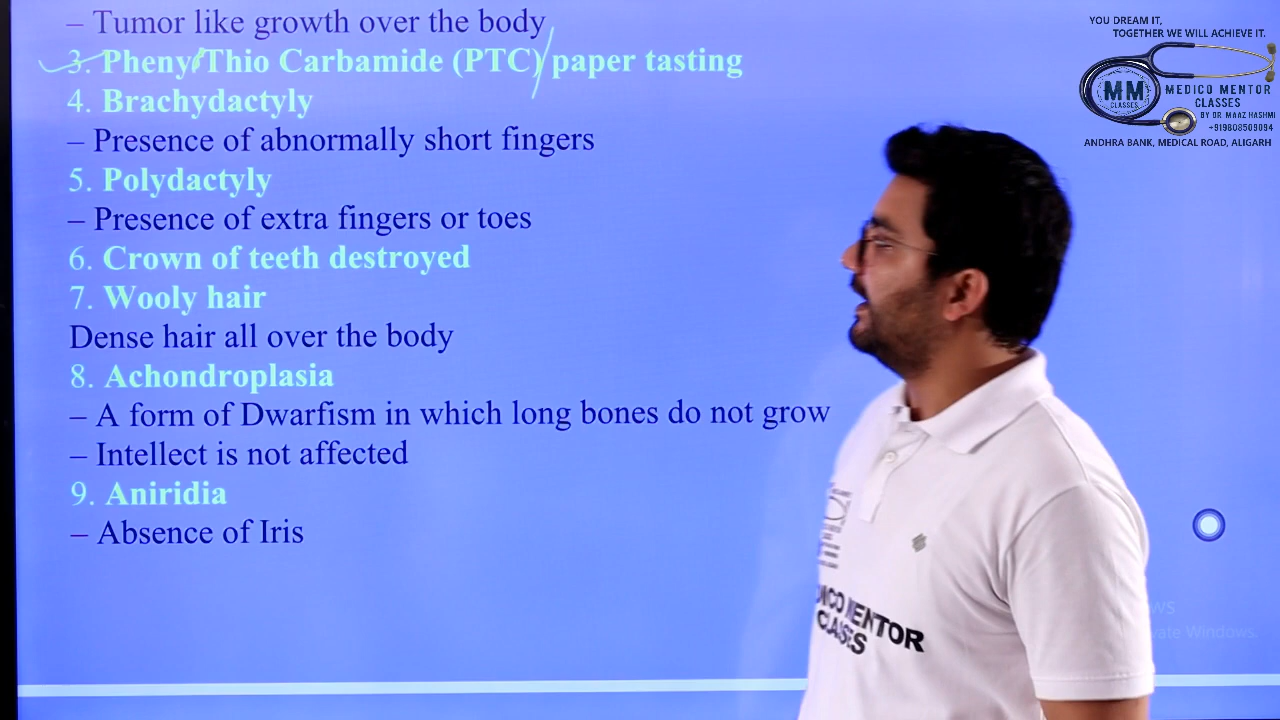 – Tumor like growth over the body
3. Phenyl Thio Carbamide (PTC) paper tasting
4. Brachydactyly
– Presence of abnormally short fingers
5. Polydactyly
– Presence of extra fingers or toes
6. Crown of teeth destroyed
7. Wooly hair
Dense hair all over the body
8. Achondroplasia
– A form of Dwarfism in which long bones do not grow
– Intellect is not affected
9. Aniridia
– Absence of Iris
YOU DREAM IT,
TOGETHER WE WILL ACHIEVE IT.
MM
CLASSES
MEDICO MENTOR
CLASSES
BY DR. MAAZ HASHMI
+919808509094
ANDHRA BANK, MEDICAL ROAD, ALIGARH
MENTOR
CLASSES
vate Windows.